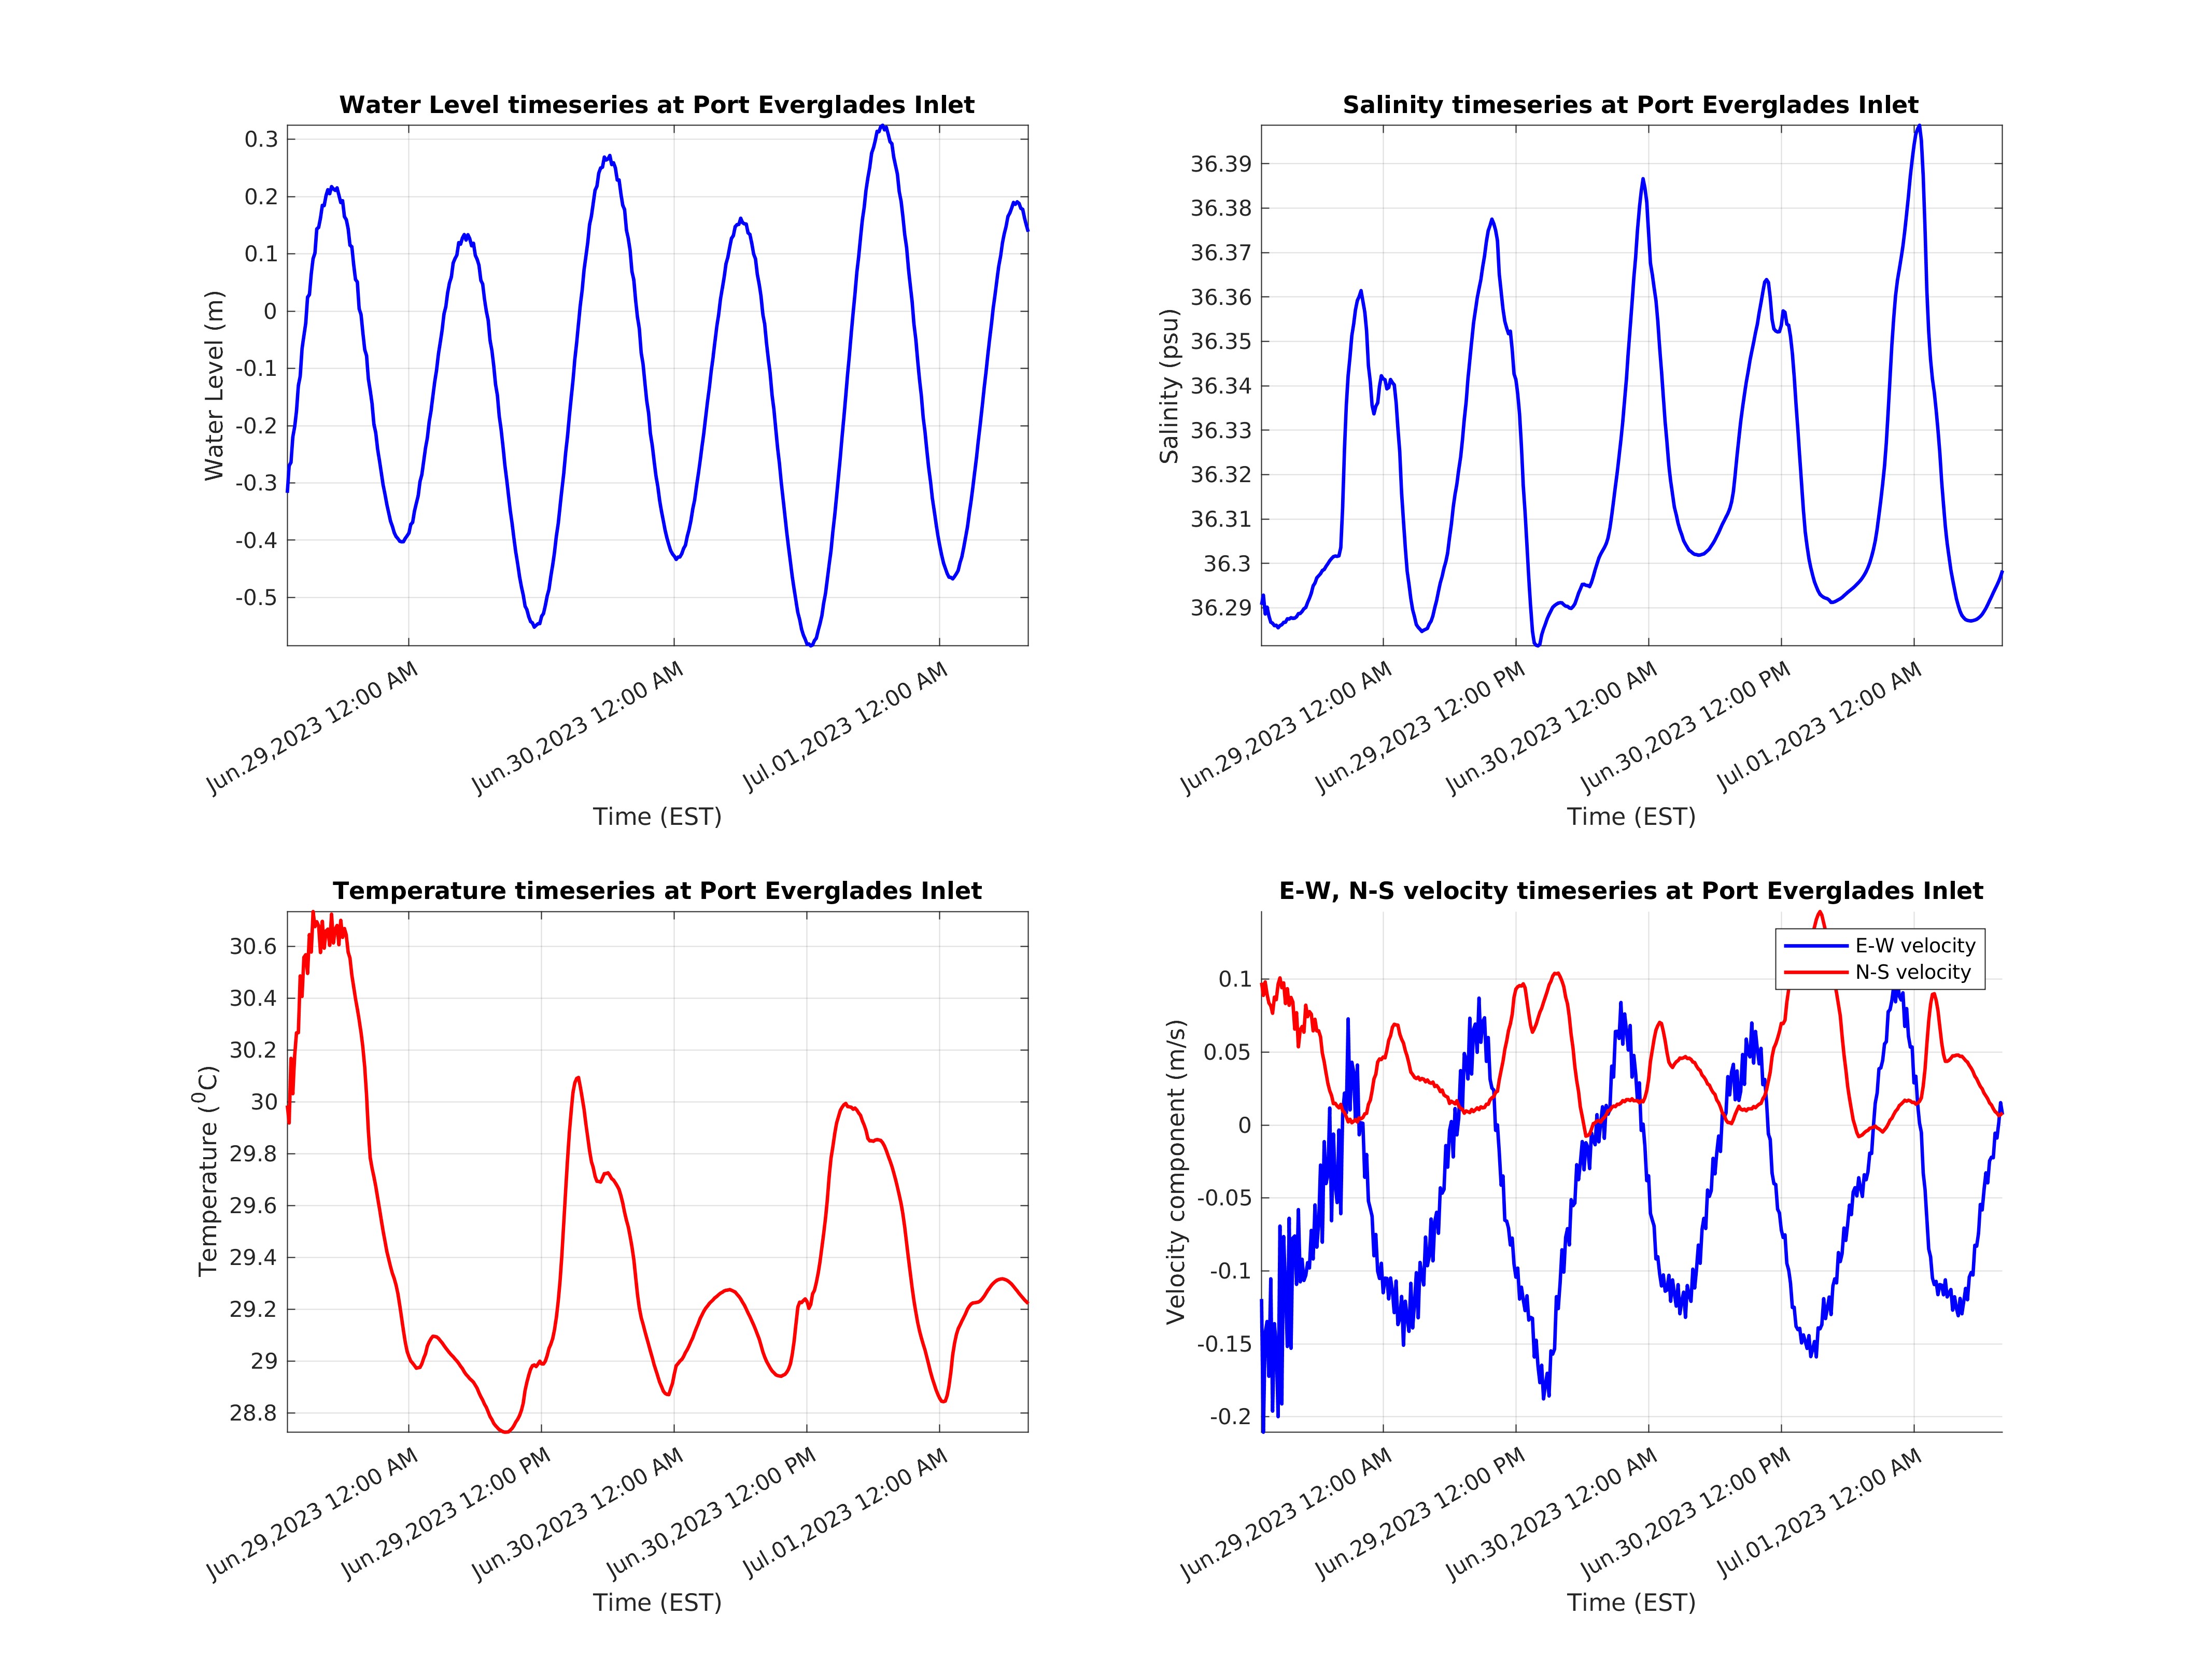 Water Level timeseries at Port Everglades Inlet
Water Level (m)
0.3
0.2
0.1
0
-0.1
-0.2
-0.3
-0.4
-0.5
Jun.29,2023 12:00 AM
Jun.30,2023 12:00 AM
Jul.01,2023 12:00 AM
Time (EST)
Salinity timeseries at Port Everglades Inlet
Salinity (psu)
36.39
36.38
36.37
36.36
36.35
36.34
36.33
36.32
36.31
36.3
36.29
Jun.29,2023 12:00 AM
Jun.29,2023 12:00 PM
Jun.30,2023 12:00 AM
Jun.30,2023 12:00 PM
Jul.01,2023 12:00 AM
Time (EST)
Temperature timeseries at Port Everglades Inlet
Temperature (⁰C)
30.6
30.4
30.2
30
29.8
29.6
29.4
29.2
29
28.8
Jun.29,2023 12:00 AM
Jun.29,2023 12:00 PM
Jun.30,2023 12:00 AM
Jun.30,2023 12:00 PM
Jul.01,2023 12:00 AM
Time (EST)
E-W, N-S velocity timeseries at Port Everglades Inlet
Velocity component (m/s)
0.1
0.05
0
-0.05
-0.1
-0.15
-0.2
E-W velocity
N-S velocity
Jun.29,2023 12:00 AM
Jun.29,2023 12:00 PM
Jun.30,2023 12:00 AM
Jun.30,2023 12:00 PM
Jul.01,2023 12:00 AM
Time (EST)